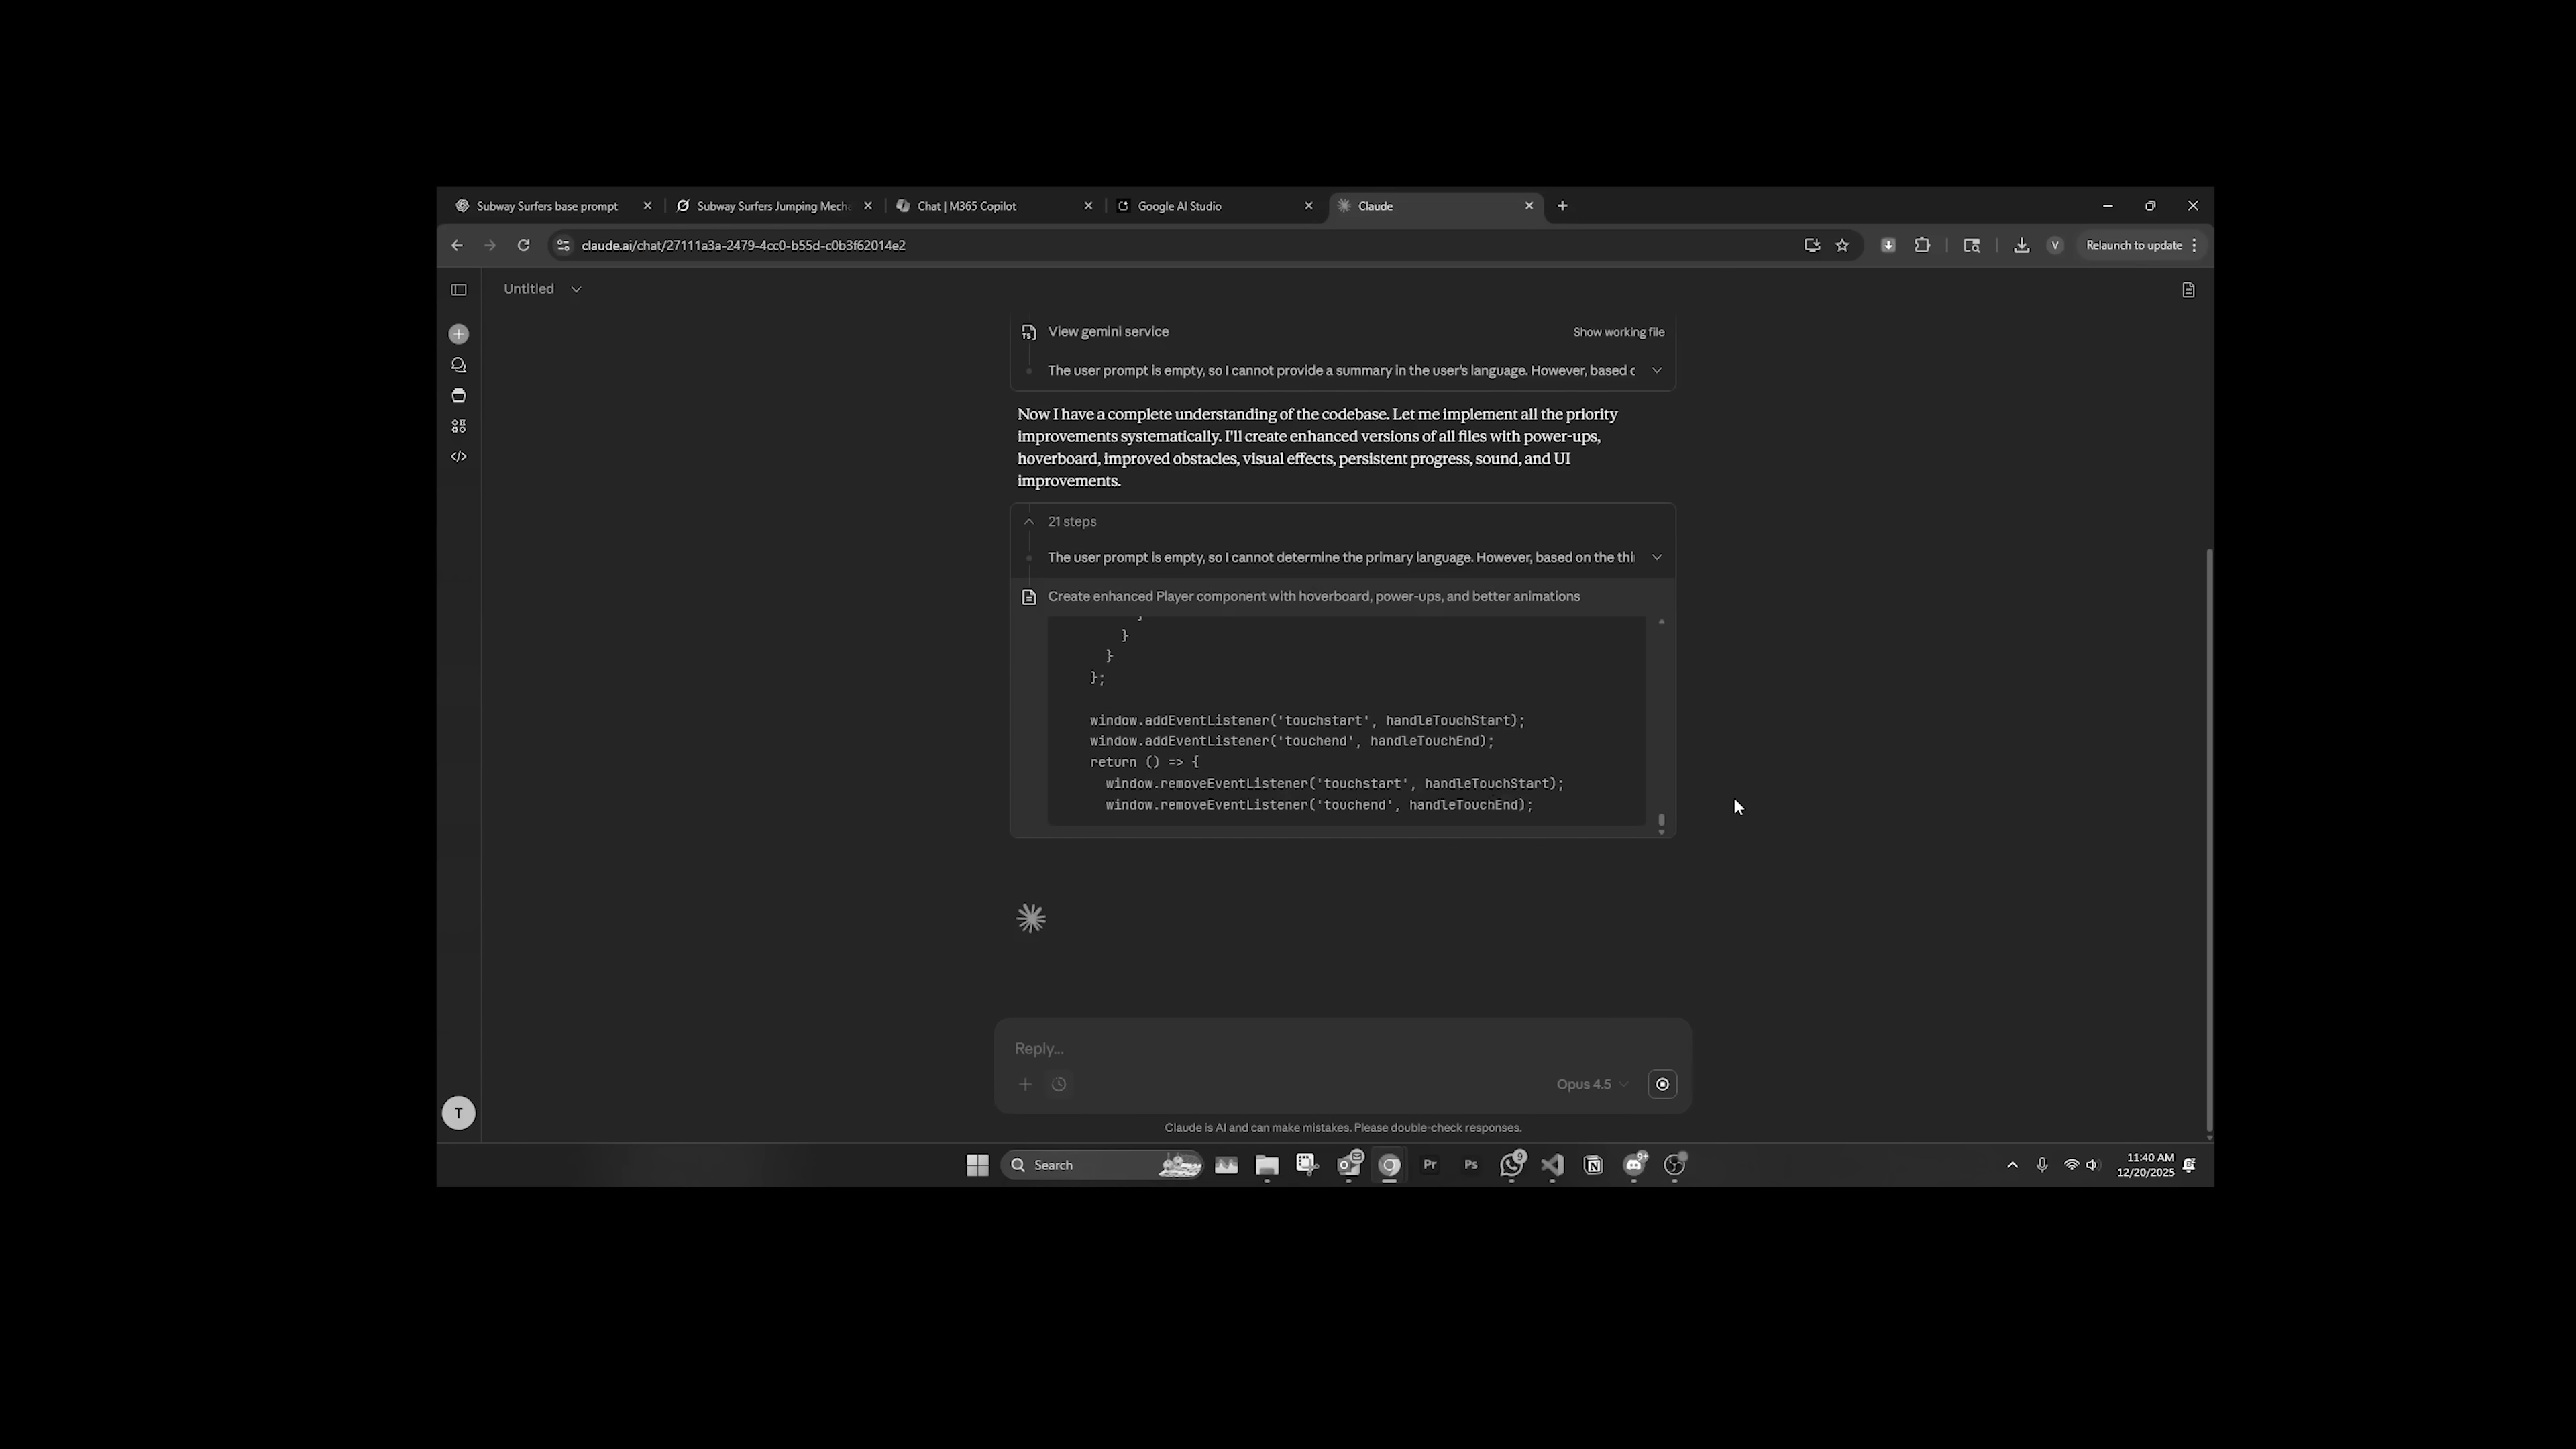 Subway Surfers base prompt
Subway Surfers Jumping Mech
Chat | M365 Copilot
Google AI Studio
Claude
claude.ai/chat/27111a3a-2479-4cc0-b55d-c0b3f62014e2
V
Relaunch to update
Untitled
TS
View gemini service
Show working file
The user prompt is empty, so I cannot provide a summary in the user's language. However, based o
Now I have a complete understanding of the codebase. Let me implement all the priority
improvements systematically. I'll create enhanced versions of all files with power-ups,
hoverboard, improved obstacles, visual effects, persistent progress, sound, and UI
improvements.
21 steps
The user prompt is empty, so I cannot determine the primary language. However, based on the thi
Create enhanced Player component with hoverboard, power-ups, and better animations
}
}
};
window.addEventListener('touchstart', handleTouchStart);
window.addEventListener('touchend', handleTouchEnd);
return () => {
window.removeEventListener('touchstart', handleTouchStart);
window.removeEventListener('touchend', handleTouchEnd);
Reply...
Opus 4.5
T
Claude is AI and can make mistakes. Please double-check responses.
Search
Pr
Ps
9
9+
11:40 AM
12/20/2025